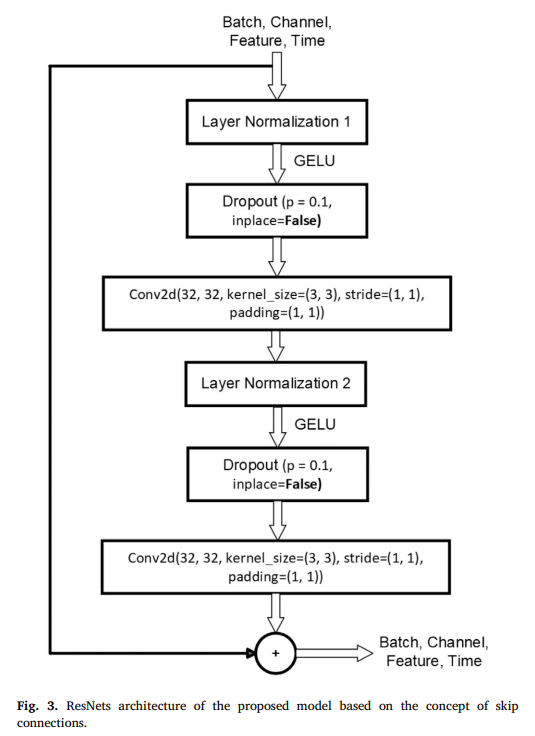 Batch, Channel,
Feature, Time
Layer Normalization 1
GELU
Dropout (p = 0.1,
inplace=False)
Conv2d(32, 32, kernel_size=(3, 3), stride=(1, 1),
padding=(1, 1))
Layer Normalization 2
GELU
Dropout (p = 0.1,
inplace=False)
Conv2d(32, 32, kernel_size=(3, 3), stride=(1, 1),
padding=(1, 1))
+
Batch, Channel,
Feature, Time
Fig. 3. ResNets architecture of the proposed model based on the concept of skip
connections.